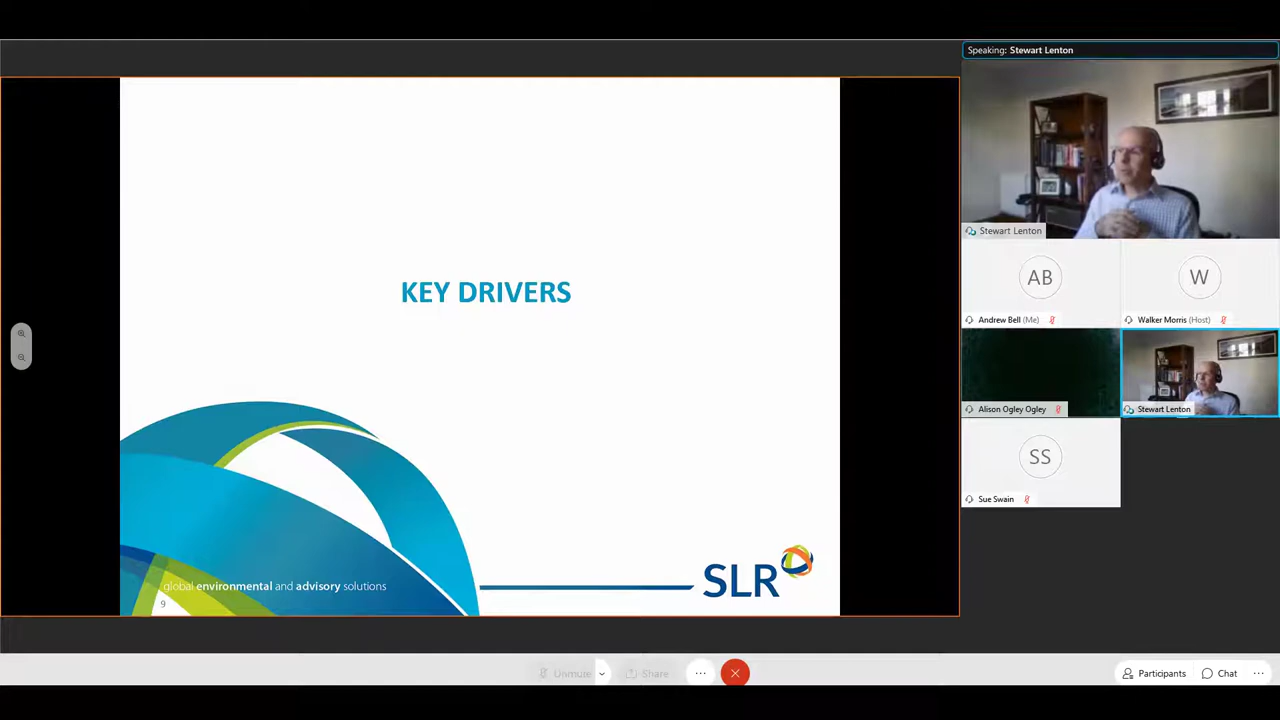 Speaking: Stewart Lenton
Stewart Lenton
AB
W
Andrew Bell (Me)
Walker Morris (Host)
KEY DRIVERS
Alison Ogley Ogley
Stewart Lenton
SS
Sue Swain
global environmental and advisory solutions
SLR
9
Unmute
Share
Participants
Chat